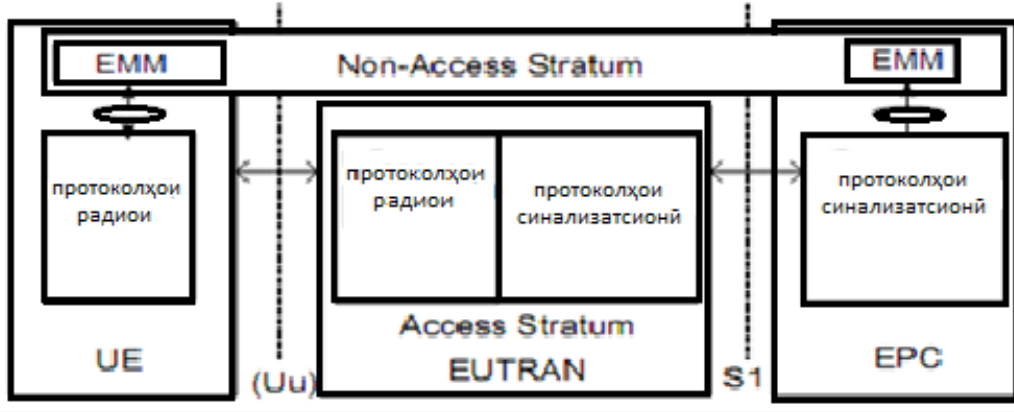 EMM
Non-Access Stratum
EMM
протоколҳои
радиои
протоколҳои
радиои
протоколҳои
синализатсионӣ
протоколҳои
синализатсионӣ
Access Stratum
UE
(Uu)
EUTRAN
S1
EPC